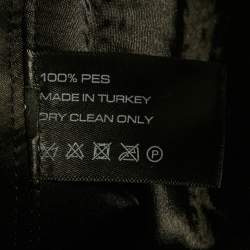 100% PES
MADE IN TURKEY
DRY CLEAN ONLY
P